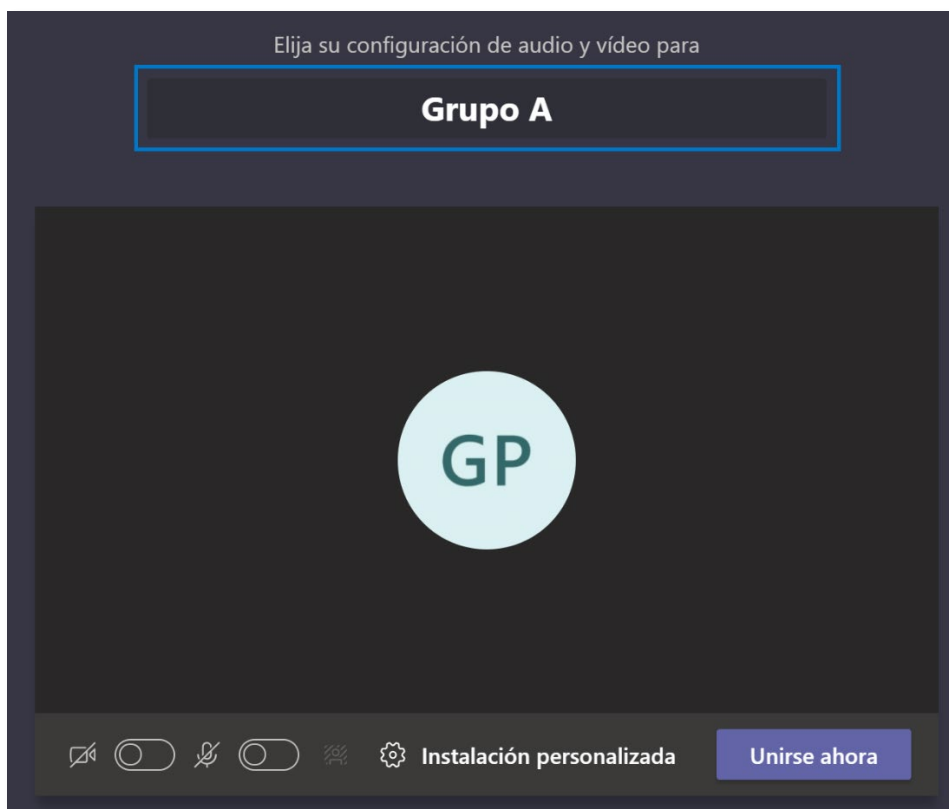 Elija su configuración de audio y vídeo para
Grupo A
GP
Instalación personalizada
Unirse ahora